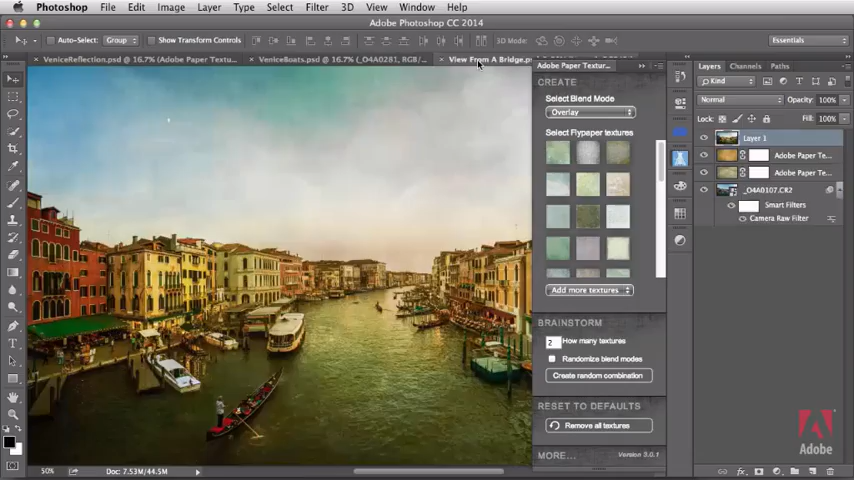 Photoshop File Edit Image Layer Type Select Filter 3D View Window Help
Adobe Photoshop CC 2014
Auto-Select: Group Show Transform Controls 3D Mode: Essentials
VeniceReflection.psd @ 16.7% (Adobe Paper Textu... VeniceBoats.psd @ 16.7% (_O4A0281, RGB/... View From A Bridge.ps
Adobe Paper Textur...
CREATE
Select Blend Mode
Overlay
Select Flypaper textures
Add more textures
BRAINSTORM
2 How many textures
Randomize blend modes
Create random combination
RESET TO DEFAULTS
Remove all textures
MORE... Version 3.0.1
Layers Channels Paths
Kind
Normal Opacity: 100%
Lock: Fill: 100%
Layer 1
Adobe Paper Te...
Adobe Paper Te...
_O4A0107.CR2
Smart Filters
Camera Raw Filter
50% Doc: 7.53M/44.5M
fx
Adobe